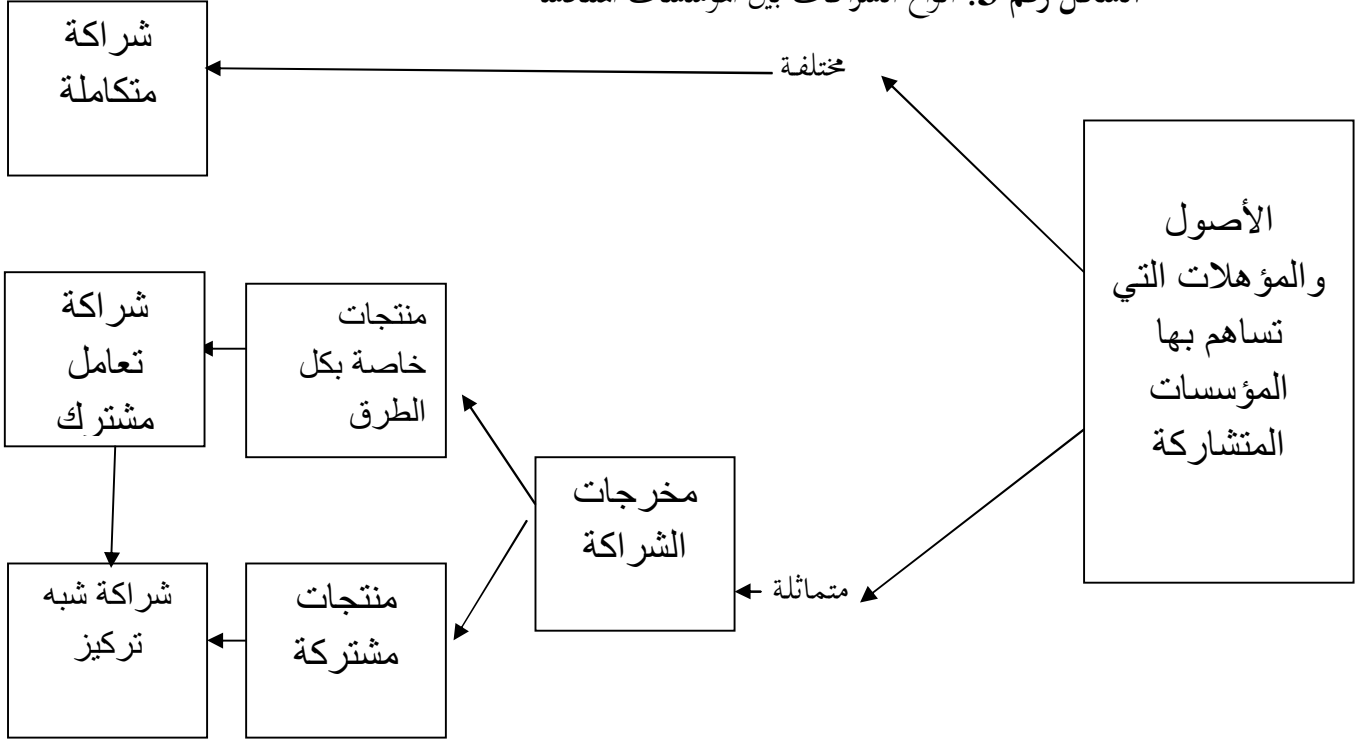 شراكة
متكاملة
مختلفة
الأصول
والمؤهلات التي
تساهم بها
المؤسسات
المتشاركة
شراكة
تعامل
مشترك
منتجات
خاصة بكل
الطرق
مخرجات
الشراكة
متماثلة
منتجات
مشتركة
شراكة شبه
تركيز